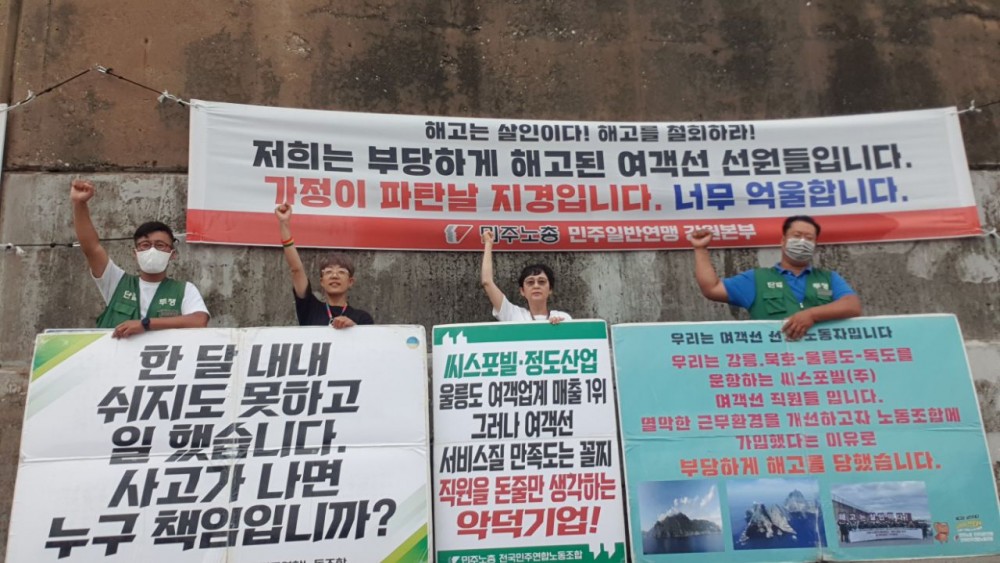 해고는 살인이다! 해고를 철회하라!
저희는 부당하게 해고된 여객선 선원들입니다.
가정이 파탄날 지경입니다. 너무 억울합니다.
민주노총 민주일반연맹 강원본부
단결 투쟁
단결 투쟁
한 달 내내
쉬지도 못하고
일 했습니다.
사고가 나면
누구 책임입니까?
씨스포빌·정도산업
울릉도 여객업계 매출 1위
그러나 여객선
서비스질 만족도는 꼴찌
직원을 돈줄만 생각하는
악덕기업!
민주노총 전국민주연합노동조합
우리는 여객선 선원 노동자입니다
우리는 강릉.묵호-울릉도-독도를
운항하는 씨스포빌(주)
여객선 직원들 입니다.
열악한 근무환경을 개선하고자 노동조합에
가입했다는 이유로
부당하게 해고를 당했습니다.